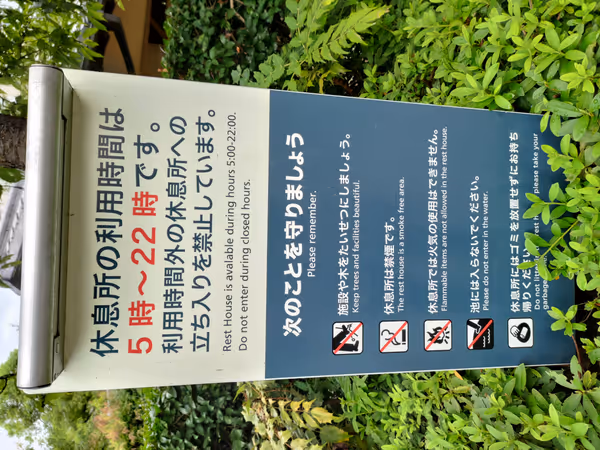 休息所の利用時間は
5時～22時です。
利用時間外の休息所への
立ち入りを禁止しています。
Rest House is avalable during hours 5:00-22:00.
Do not enter during closed hours.
次のことを守りましょう
Please remember.
施設や木をたいせつにしましょう。
Keep trees and facilities beautiful.
休息所は禁煙です。
The rest house is a smoke free area.
休息所では火気の使用はできません。
Flammable items are not allowed in the rest house.
池には入らないでください。
Please do not enter in the water.
休息所にはゴミを放置せずにお持ち
帰りください
Do not litter rest please take your
garbage